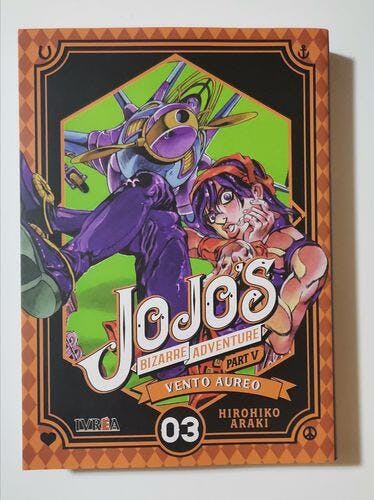 JOJO'S
BIZARRE ADVENTURE
PART V
VENTO AUREO
03
HIROHIKO
ARAKI
IVREA